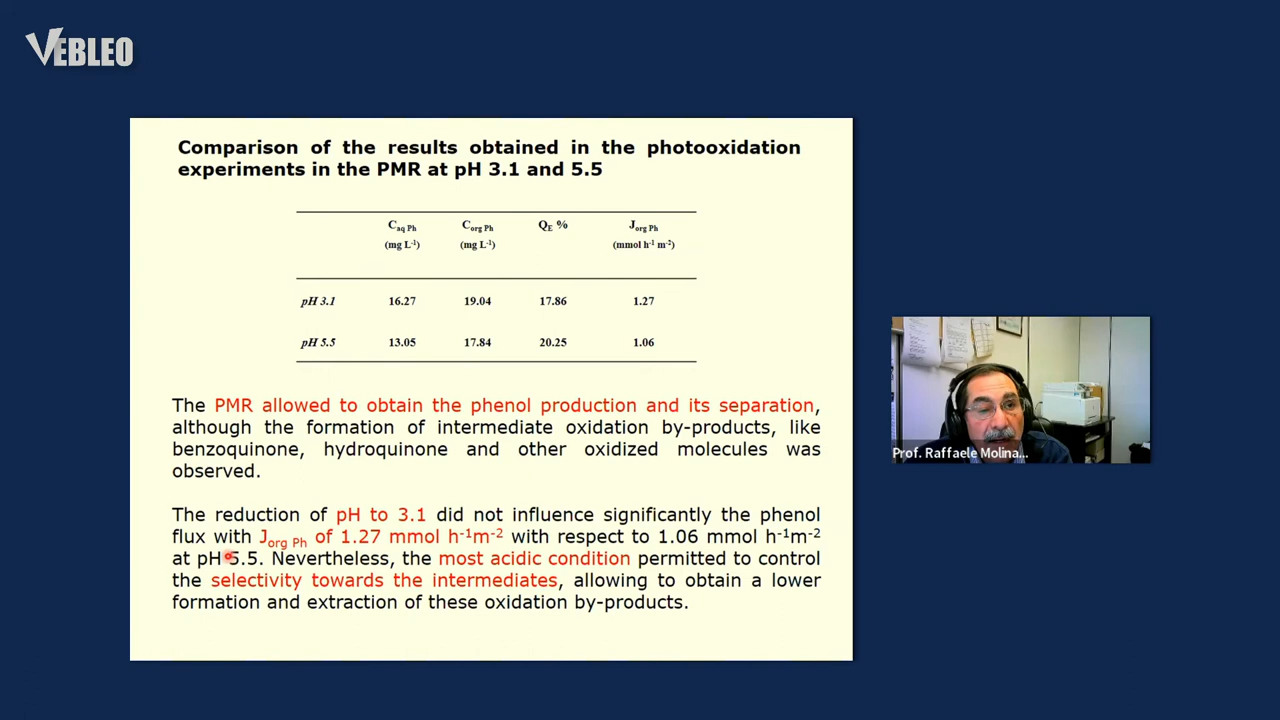 VEBLEO
Comparison of the results obtained in the photooxidation
experiments in the PMR at pH 3.1 and 5.5
C aq Ph C org Ph QE % J org Ph
(mg L-1) (mg L-1) (mmol h-1 m-2)
pH 3.1 16.27 19.04 17.86 1.27
pH 5.5 13.05 17.84 20.25 1.06
The PMR allowed to obtain the phenol production and its separation,
although the formation of intermediate oxidation by-products, like
benzoquinone, hydroquinone and other oxidized molecules was
observed.
The reduction of pH to 3.1 did not influence significantly the phenol
flux with J org Ph of 1.27 mmol h-1m-2 with respect to 1.06 mmol h-1m-2
at pH 5.5. Nevertheless, the most acidic condition permitted to control
the selectivity towards the intermediates, allowing to obtain a lower
formation and extraction of these oxidation by-products.
Prof. Raffaele Molina...